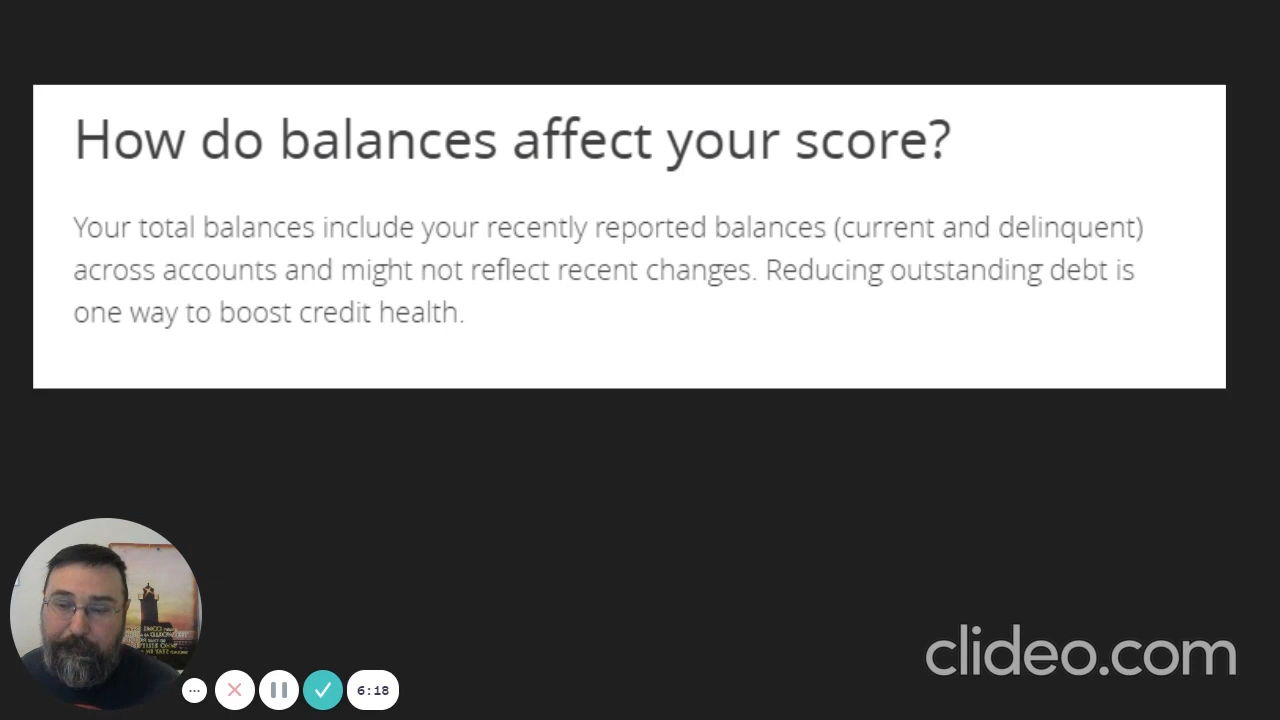 How do balances affect your score?
Your total balances include your recently reported balances (current and delinquent)
across accounts and might not reflect recent changes. Reducing outstanding debt is
one way to boost credit health.
6:18
clideo.com